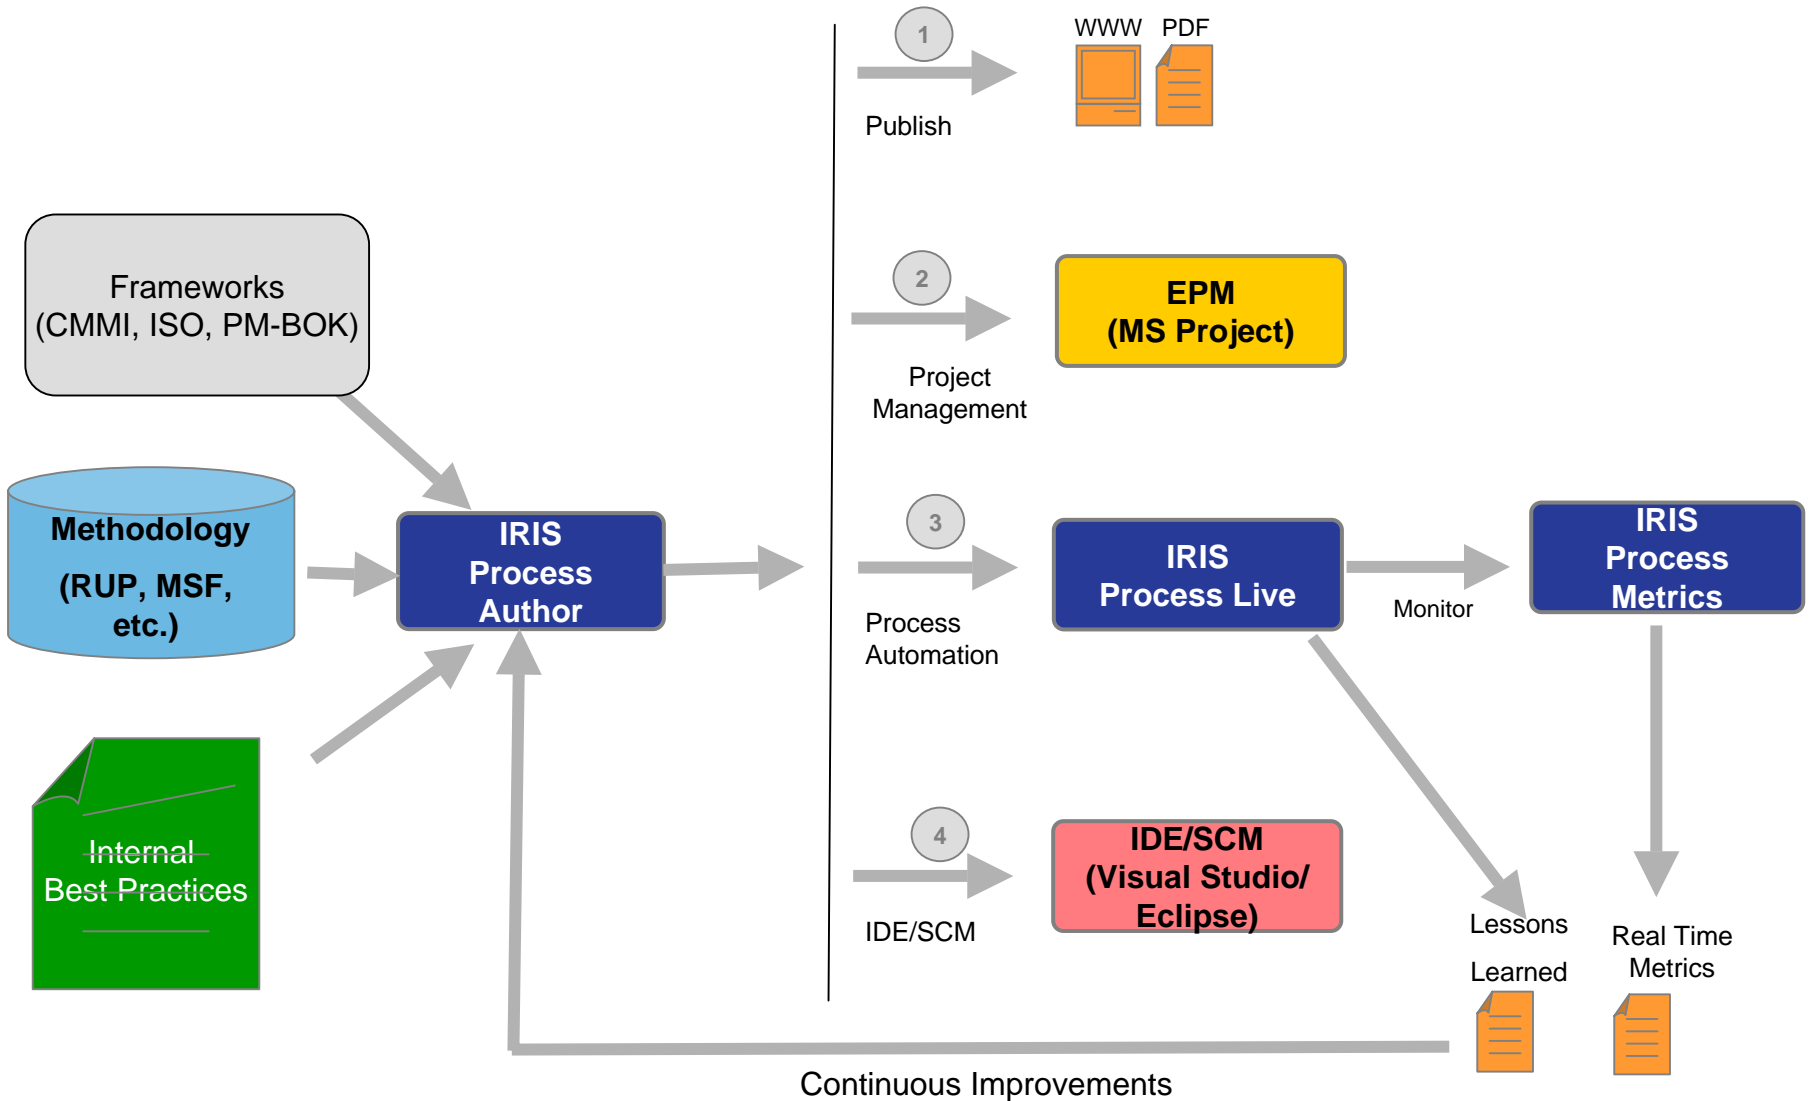 WWW
PDF
1
Publish
Frameworks
(CMMI, ISO, PM-BOK)
2
EPM
(MS Project)
Project
Management
Methodology
(RUP, MSF,
etc.)
IRIS
Process
Author
3
IRIS
Process Live
Process
Automation
Monitor
IRIS
Process
Metrics
Internal
Best Practices
4
IDE/SCM
(Visual Studio/
Eclipse)
IDE/SCM
Lessons
Learned
Real Time
Metrics
Continuous Improvements